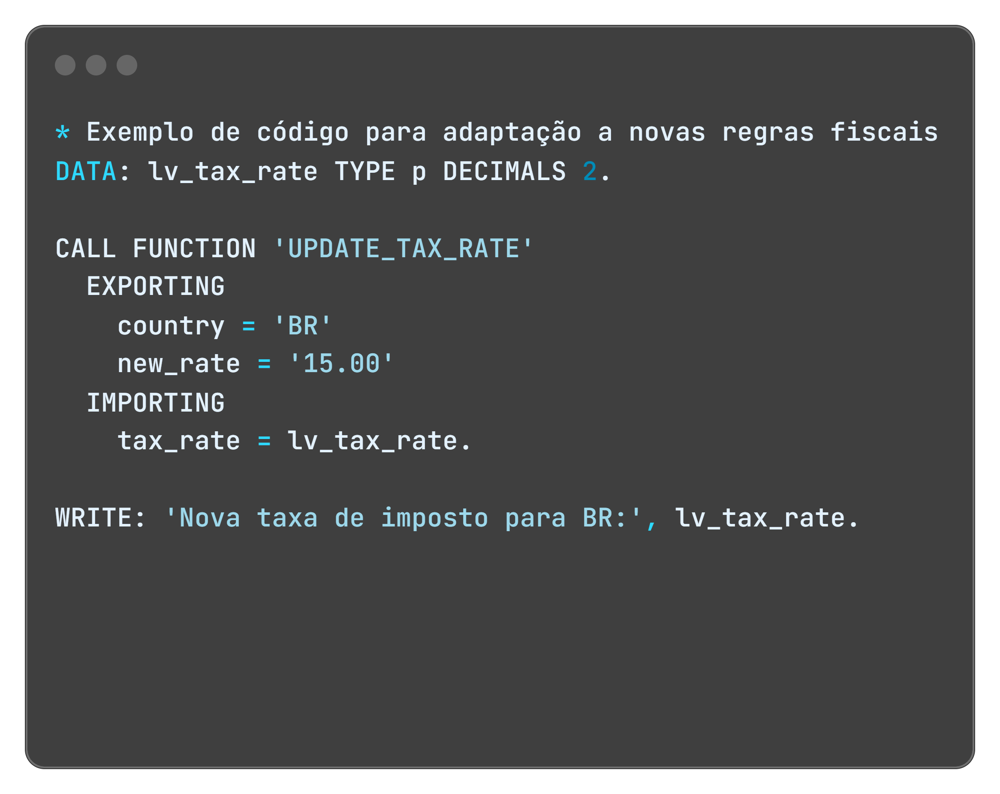 * Exemplo de código para adaptação a novas regras fiscais
DATA: lv_tax_rate TYPE p DECIMALS 2.
CALL FUNCTION 'UPDATE_TAX_RATE'
EXPORTING
country = 'BR'
new_rate = '15.00'
IMPORTING
tax_rate = lv_tax_rate.
WRITE: 'Nova taxa de imposto para BR:', lv_tax_rate.